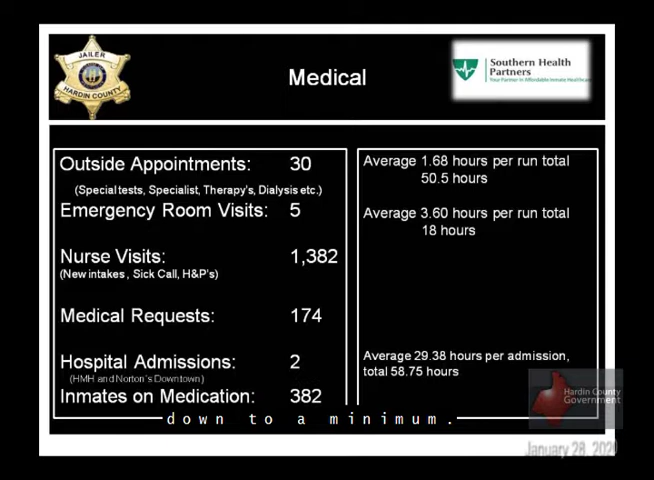 JAILER
HARDIN COUNTY
Medical
Southern Health
Partners
Your Partner in Affordable Inmate Healthcare
Outside Appointments: 30
(Special tests, Specialist, Therapy's, Dialysis etc.)
Average 1.68 hours per run total
50.5 hours
Emergency Room Visits: 5
Average 3.60 hours per run total
18 hours
Nurse Visits: 1,382
(New intakes , Sick Call, H&P's)
Medical Requests: 174
Hospital Admissions: 2
(HMH and Norton's Downtown)
Average 29.38 hours per admission,
total 58.75 hours
Inmates on Medication: 382
down to a minimum.
Hardin County
Government
January 28, 2020